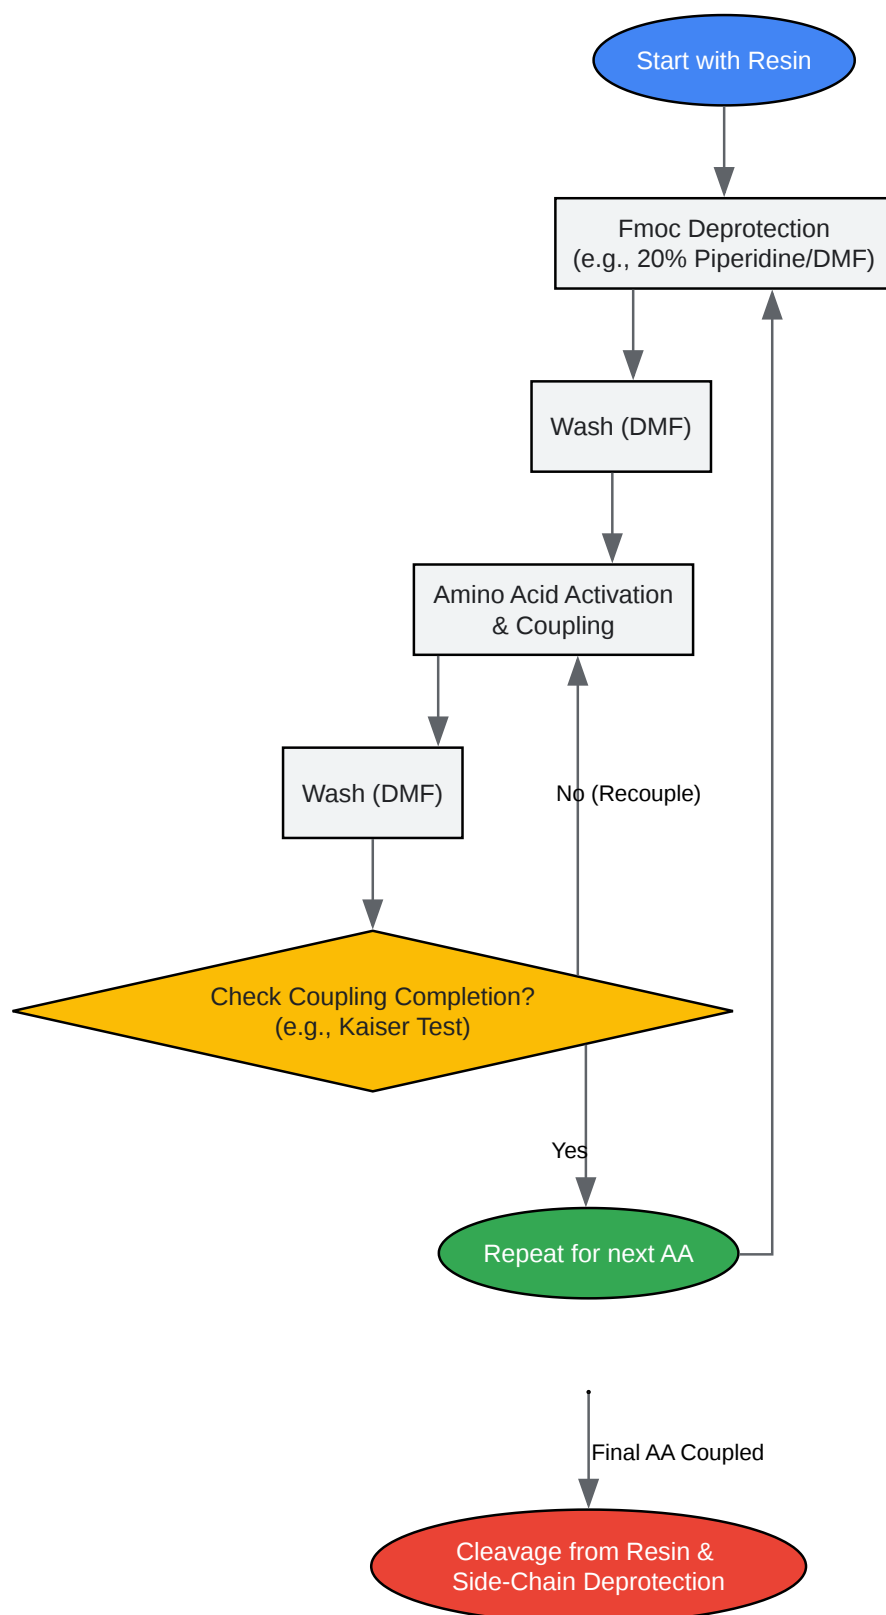 Start with Resin
Fmoc Deprotection
(e.g., 20% Piperidine/DMF)
Wash (DMF)
Amino Acid Activation
& Coupling
Wash (DMF)
No (Recouple)
Check Coupling Completion?
(e.g., Kaiser Test)
Yes
Repeat for next AA
Final AA Coupled
Cleavage from Resin &
Side-Chain Deprotection